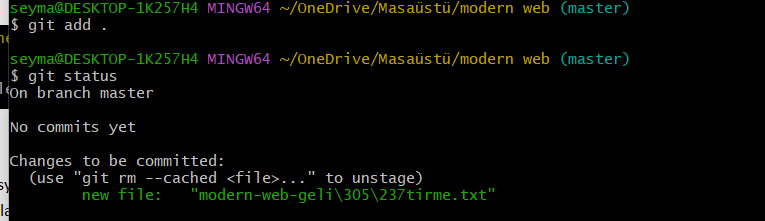 seyma@DESKTOP-1K257H4 MINGW64 ~/OneDrive/Masaüstü/modern web (master)
$ git add .
seyma@DESKTOP-1K257H4 MINGW64 ~/OneDrive/Masaüstü/modern web (master)
$ git status
On branch master
No commits yet
Changes to be committed:
(use "git rm --cached <file>..." to unstage)
new file: "modern-web-geli\305\237tirme.txt"